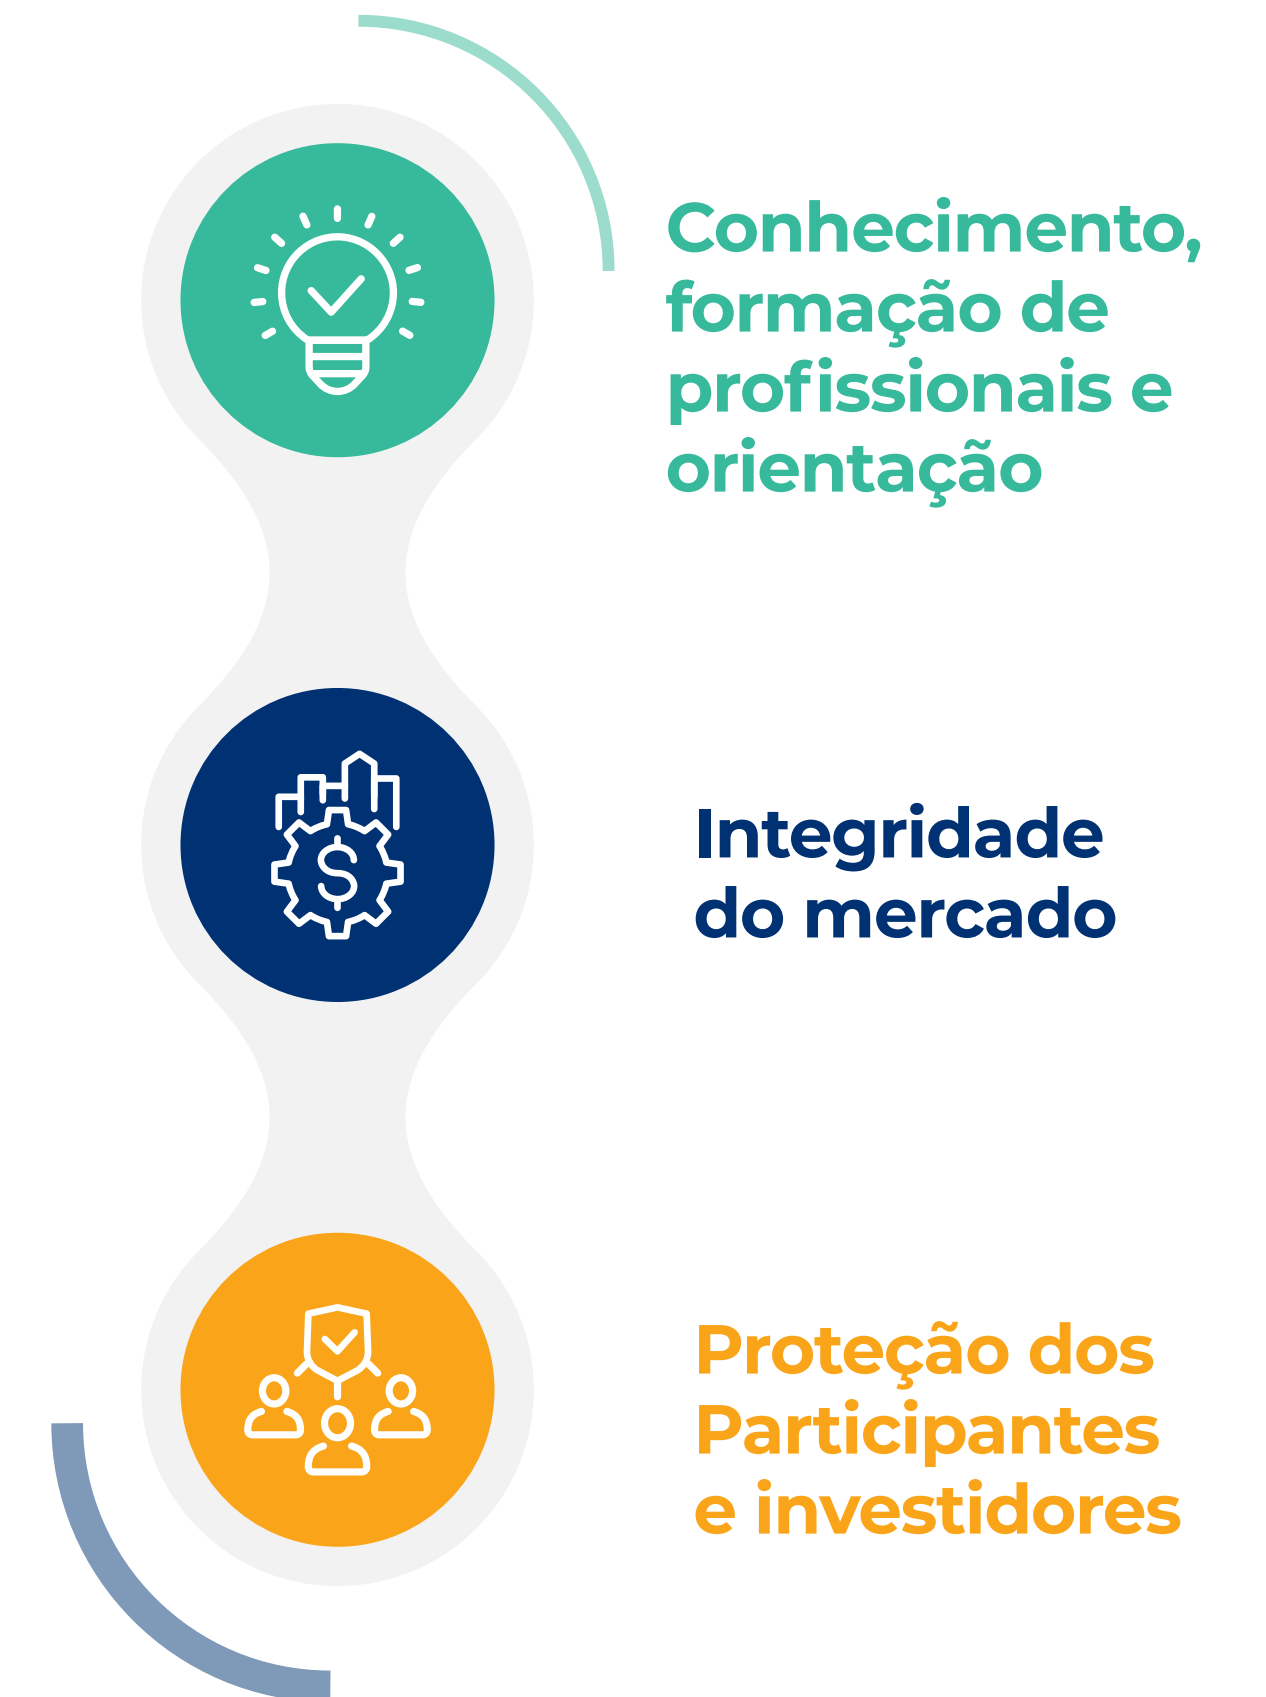 Conhecimento,
formação de
profissionais e
orientação
Integridade
do mercado
Proteção dos
Participantes
e investidores